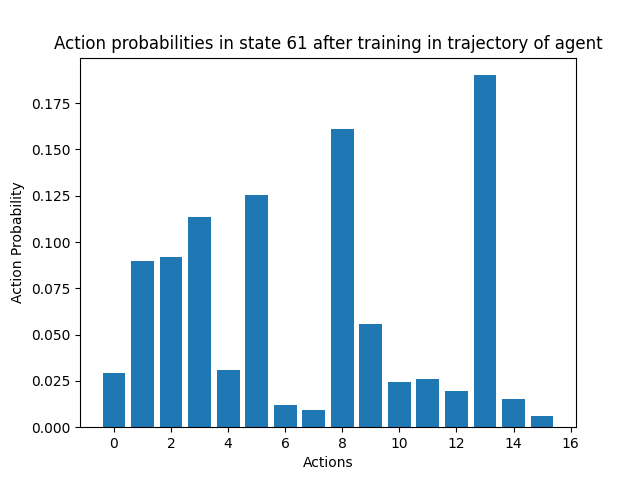 Action probabilities in state 61 after training in trajectory of agent
Action Probability
0.175
0.150
0.125
0.100
0.075
0.050
0.025
0.000
0 2 4 6 8 10 12 14 16
Actions